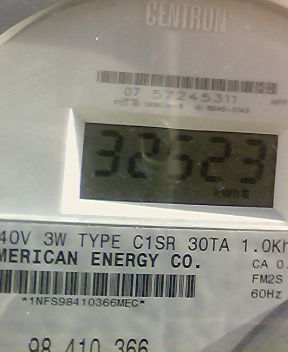 CENTRON®
07 57245311
32523
kWh
40V 3W TYPE C1SR 30TA 1.0Kh
MERICAN ENERGY CO.
CA 0.
FM2S
*1NFS98410366MEC*
60Hz
98 410 366